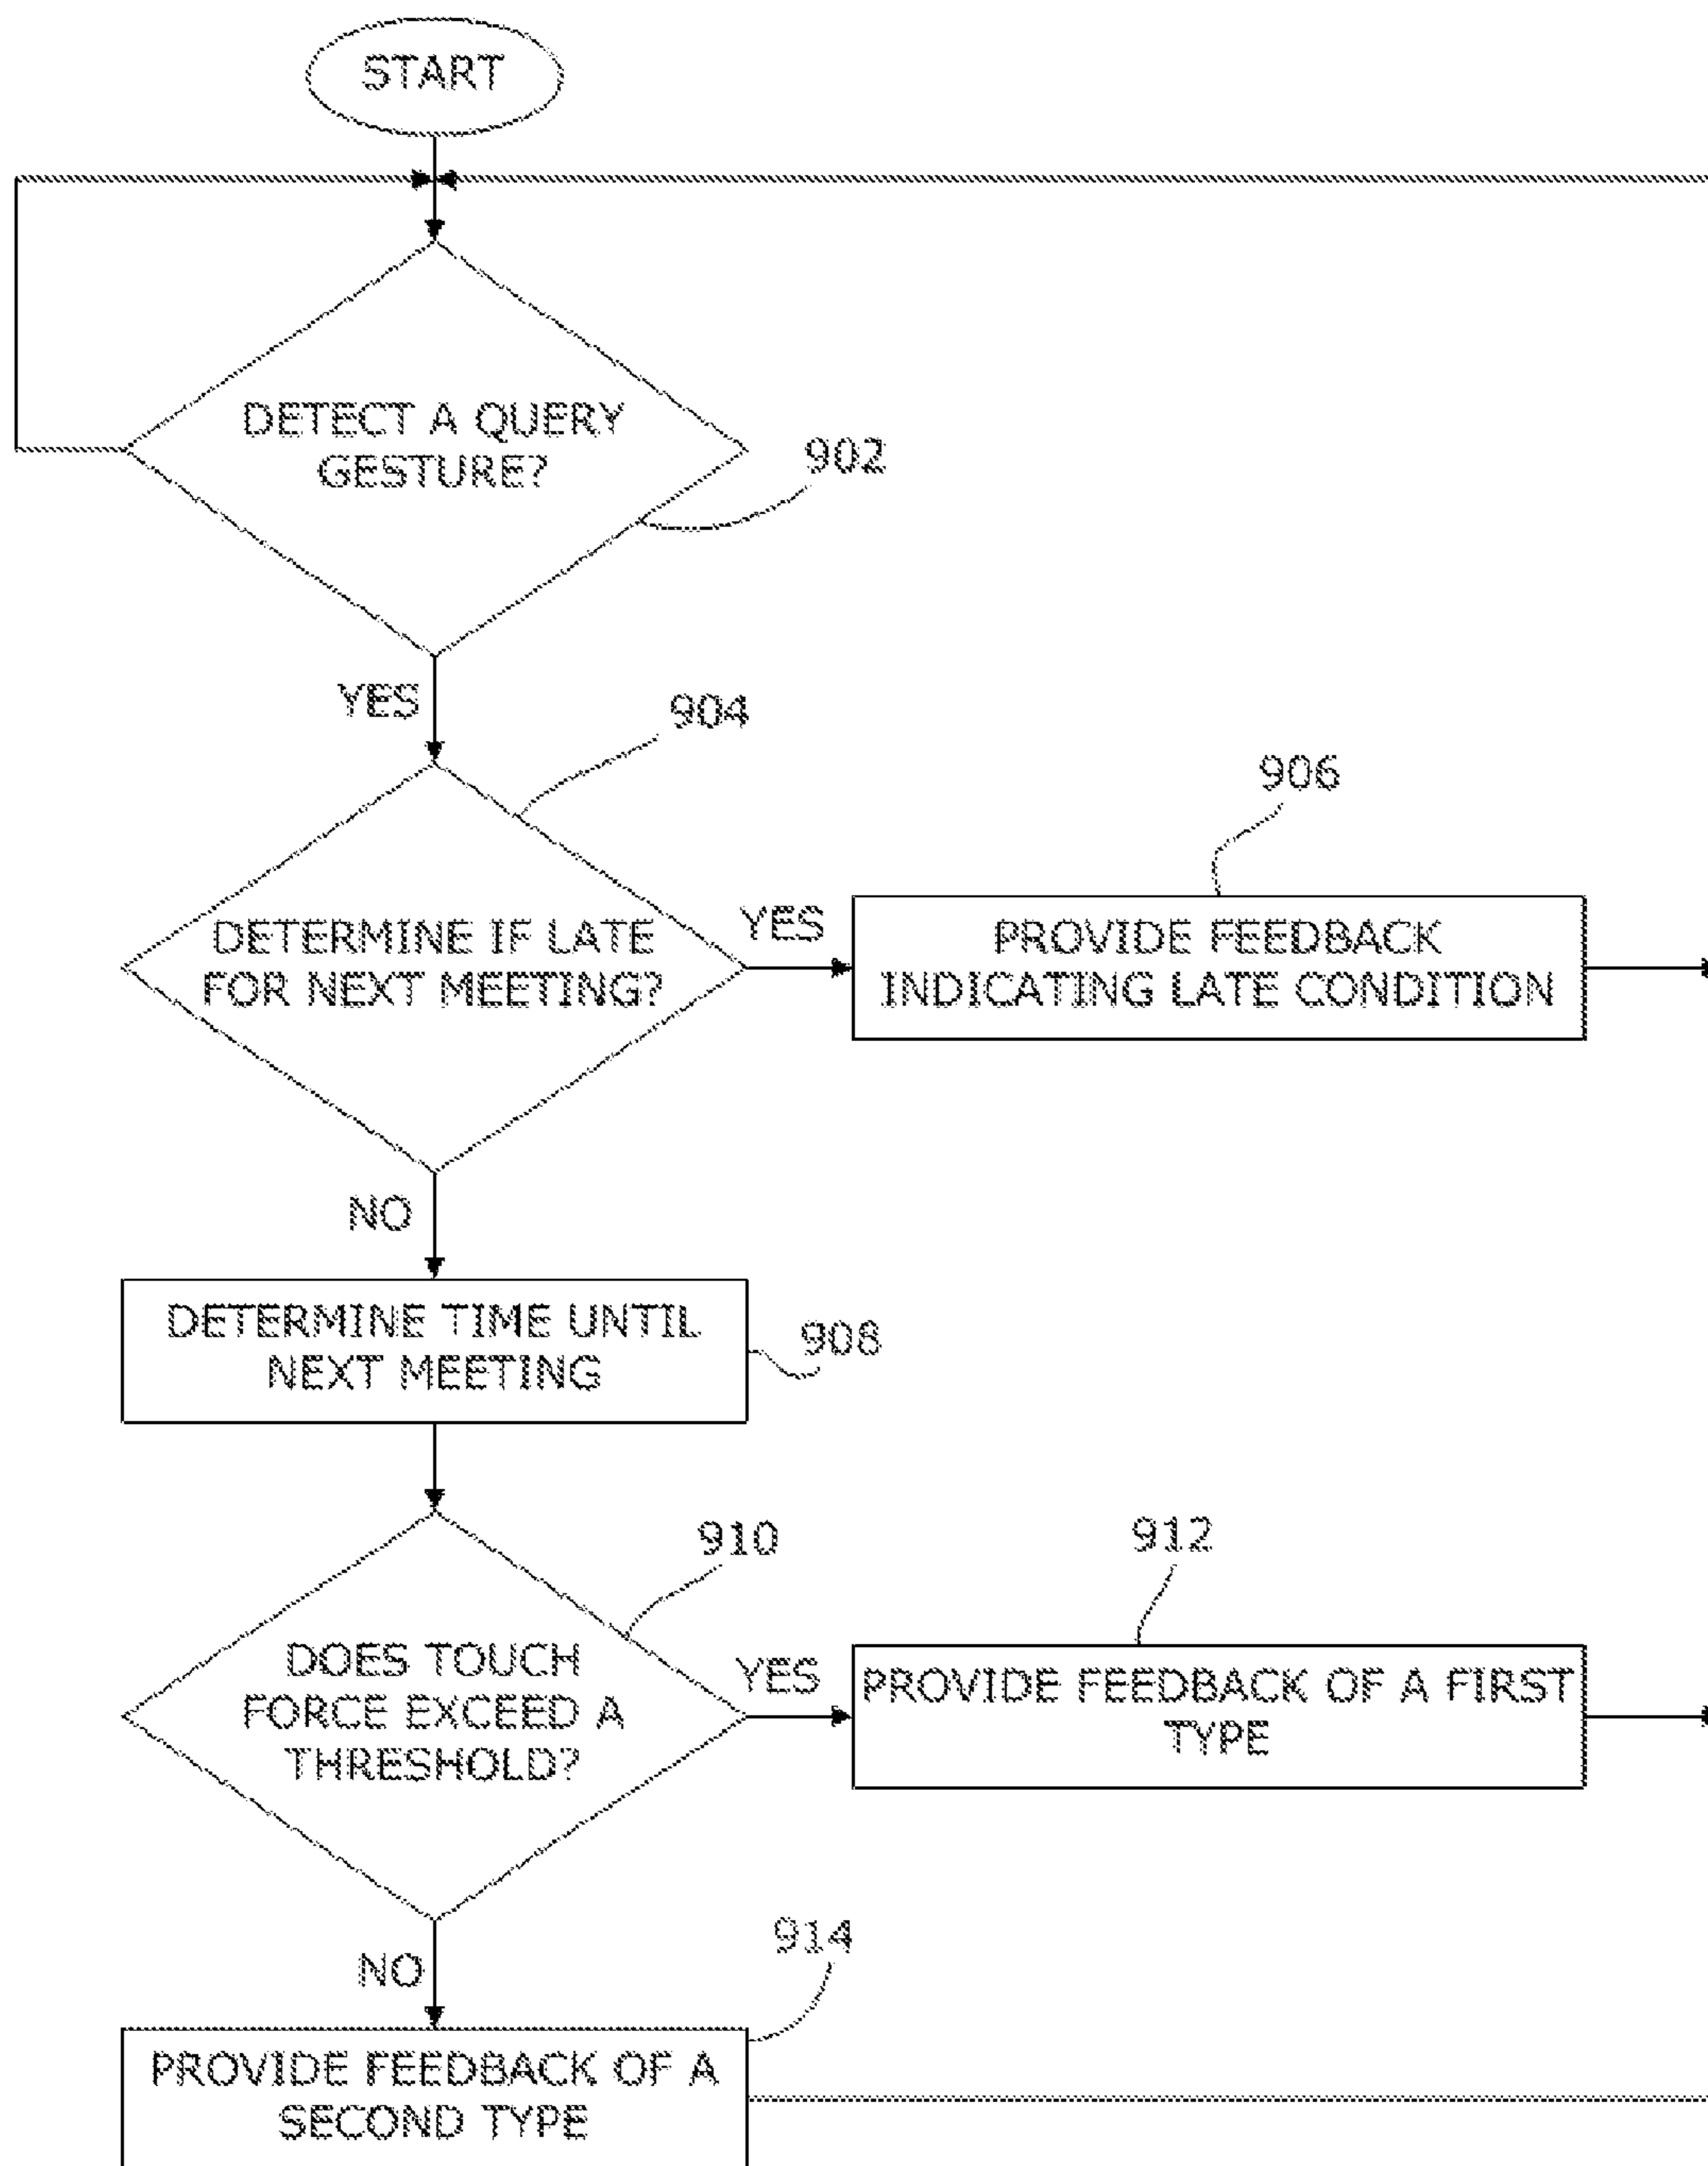 START
DETECT A QUERY
GESTURE?
902
YES
904
906
DETERMINE IF LATE
FOR NEXT MEETING?
YES
PROVIDE FEEDBACK
INDICATING LATE CONDITION
NO
DETERMINE TIME UNTIL
NEXT MEETING
908
910
912
DOES TOUCH
FORCE EXCEED A
THRESHOLD?
YES
PROVIDE FEEDBACK OF A FIRST
TYPE
914
NO
PROVIDE FEEDBACK OF A
SECOND TYPE